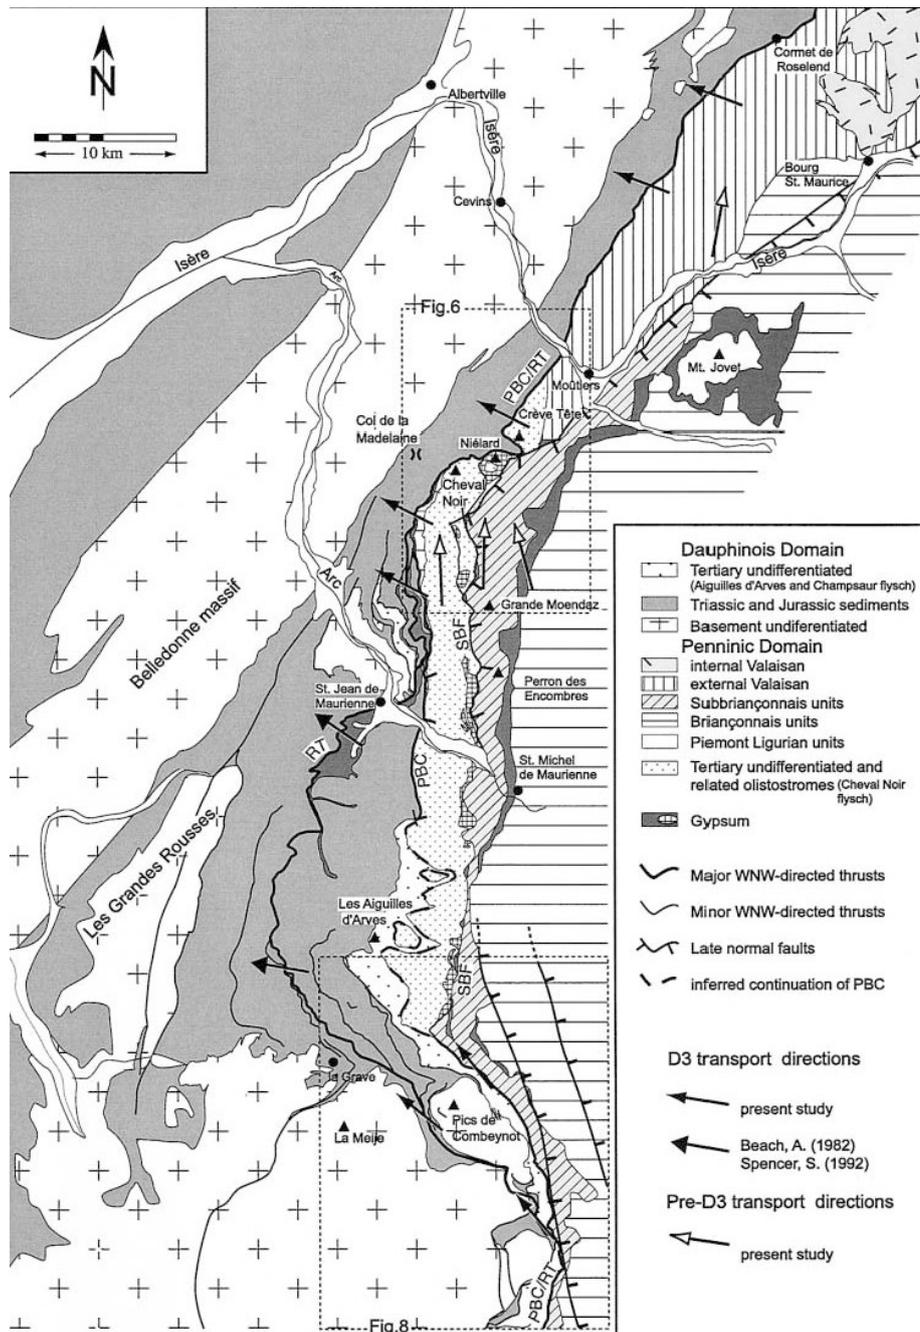 N
10 km
Cormet de
Roselend
Albertville
Isère
Bourg
St. Maurice
Cevins
Isère
Arc
Isère
Fig.6
PBC/RT
Moûtiers
Mt. Jovet
Crève Tête
Col de la
Madelaine
Niélard
Cheval
Noir
Arc
Grande Moendaz
SBF
Belledonne massif
Perron des
Encombres
St. Jean de
Maurienne
RT
PBC
St. Michel
de Maurienne
Les Grandes Rousses
Les Aiguilles
d'Arves
SBF
la Grave
Pics de
Combeynot
La Meije
PBC/RT
Fig.8
Dauphinois Domain
Tertiary undifferentiated
(Aiguilles d'Arves and Champsaur flysch)
Triassic and Jurassic sediments
Basement undifferentiated
Penninic Domain
internal Valaisan
external Valaisan
Subbriançonnais units
Briançonnais units
Piemont Ligurian units
Tertiary undifferentiated and
related olistostromes (Cheval Noir
flysch)
Gypsum
Major WNW-directed thrusts
Minor WNW-directed thrusts
Late normal faults
inferred continuation of PBC
D3 transport directions
present study
Beach, A. (1982)
Spencer, S. (1992)
Pre-D3 transport directions
present study